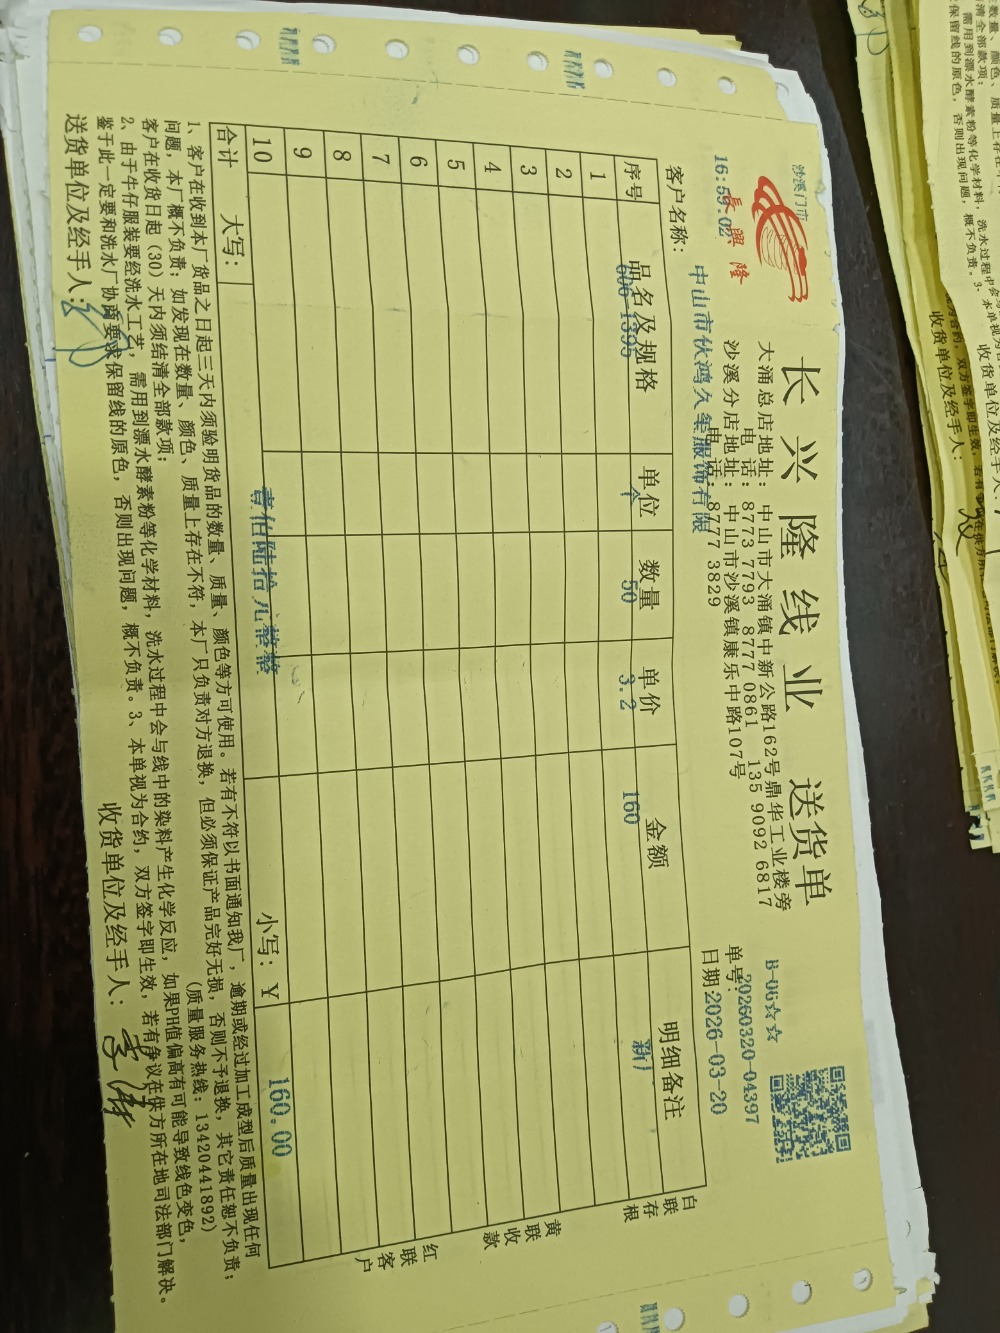 长兴隆线业 送货单
沙溪门市
長興隆
16:59:02
大涌总店地址：中山市大涌镇中新公路162号鼎华工业楼旁
电 话：8773 7793 8777 0861 135 9092 6817
沙溪分店地址：中山市沙溪镇康乐中路107号
电 话：8777 3829
B-06☆☆
单号：20260320-04397
日期：2026-03-20
客户名称：
中山市伙鸿久年服饰有限
序号 品名及规格 单位 数量 单价 金额 明细备注
1 606-1395 个 50 3.2 160
2
3
4
5
6
7
8
9
10
合计 大写： 壹佰陆拾元整 小写：￥ 160.00
白联存根
黄联收款
红联客户
1、客户在收到本厂货品之日起三天内须验明货品的数量、质量、颜色等方可使用。若有不符以书面通知我厂，逾期或经过加工成型后质量出现任何
问题，本厂概不负责；如发现在数量、颜色、质量上存在不符，本厂只负责对方退换，但必须保证产品完好无损，否则不予退换，其它责任恕不负责；
客户在收货日起（30）天内须结清全部款项； （质量服务热线：13420441892）
2、由于牛仔服装要经洗水工艺，需用到漂水酵素粉等化学材料，洗水过程中会与线中的染料产生化学反应，如果PH值偏高有可能导致线色变色，
鉴于此一定要和洗水厂协商要求保留线的原色，否则出现问题，概不负责。3、本单视为合约，双方签字即生效，若有争议在供方所在地司法部门解决。
送货单位及经手人： 收货单位及经手人：
收货单位及经手人：